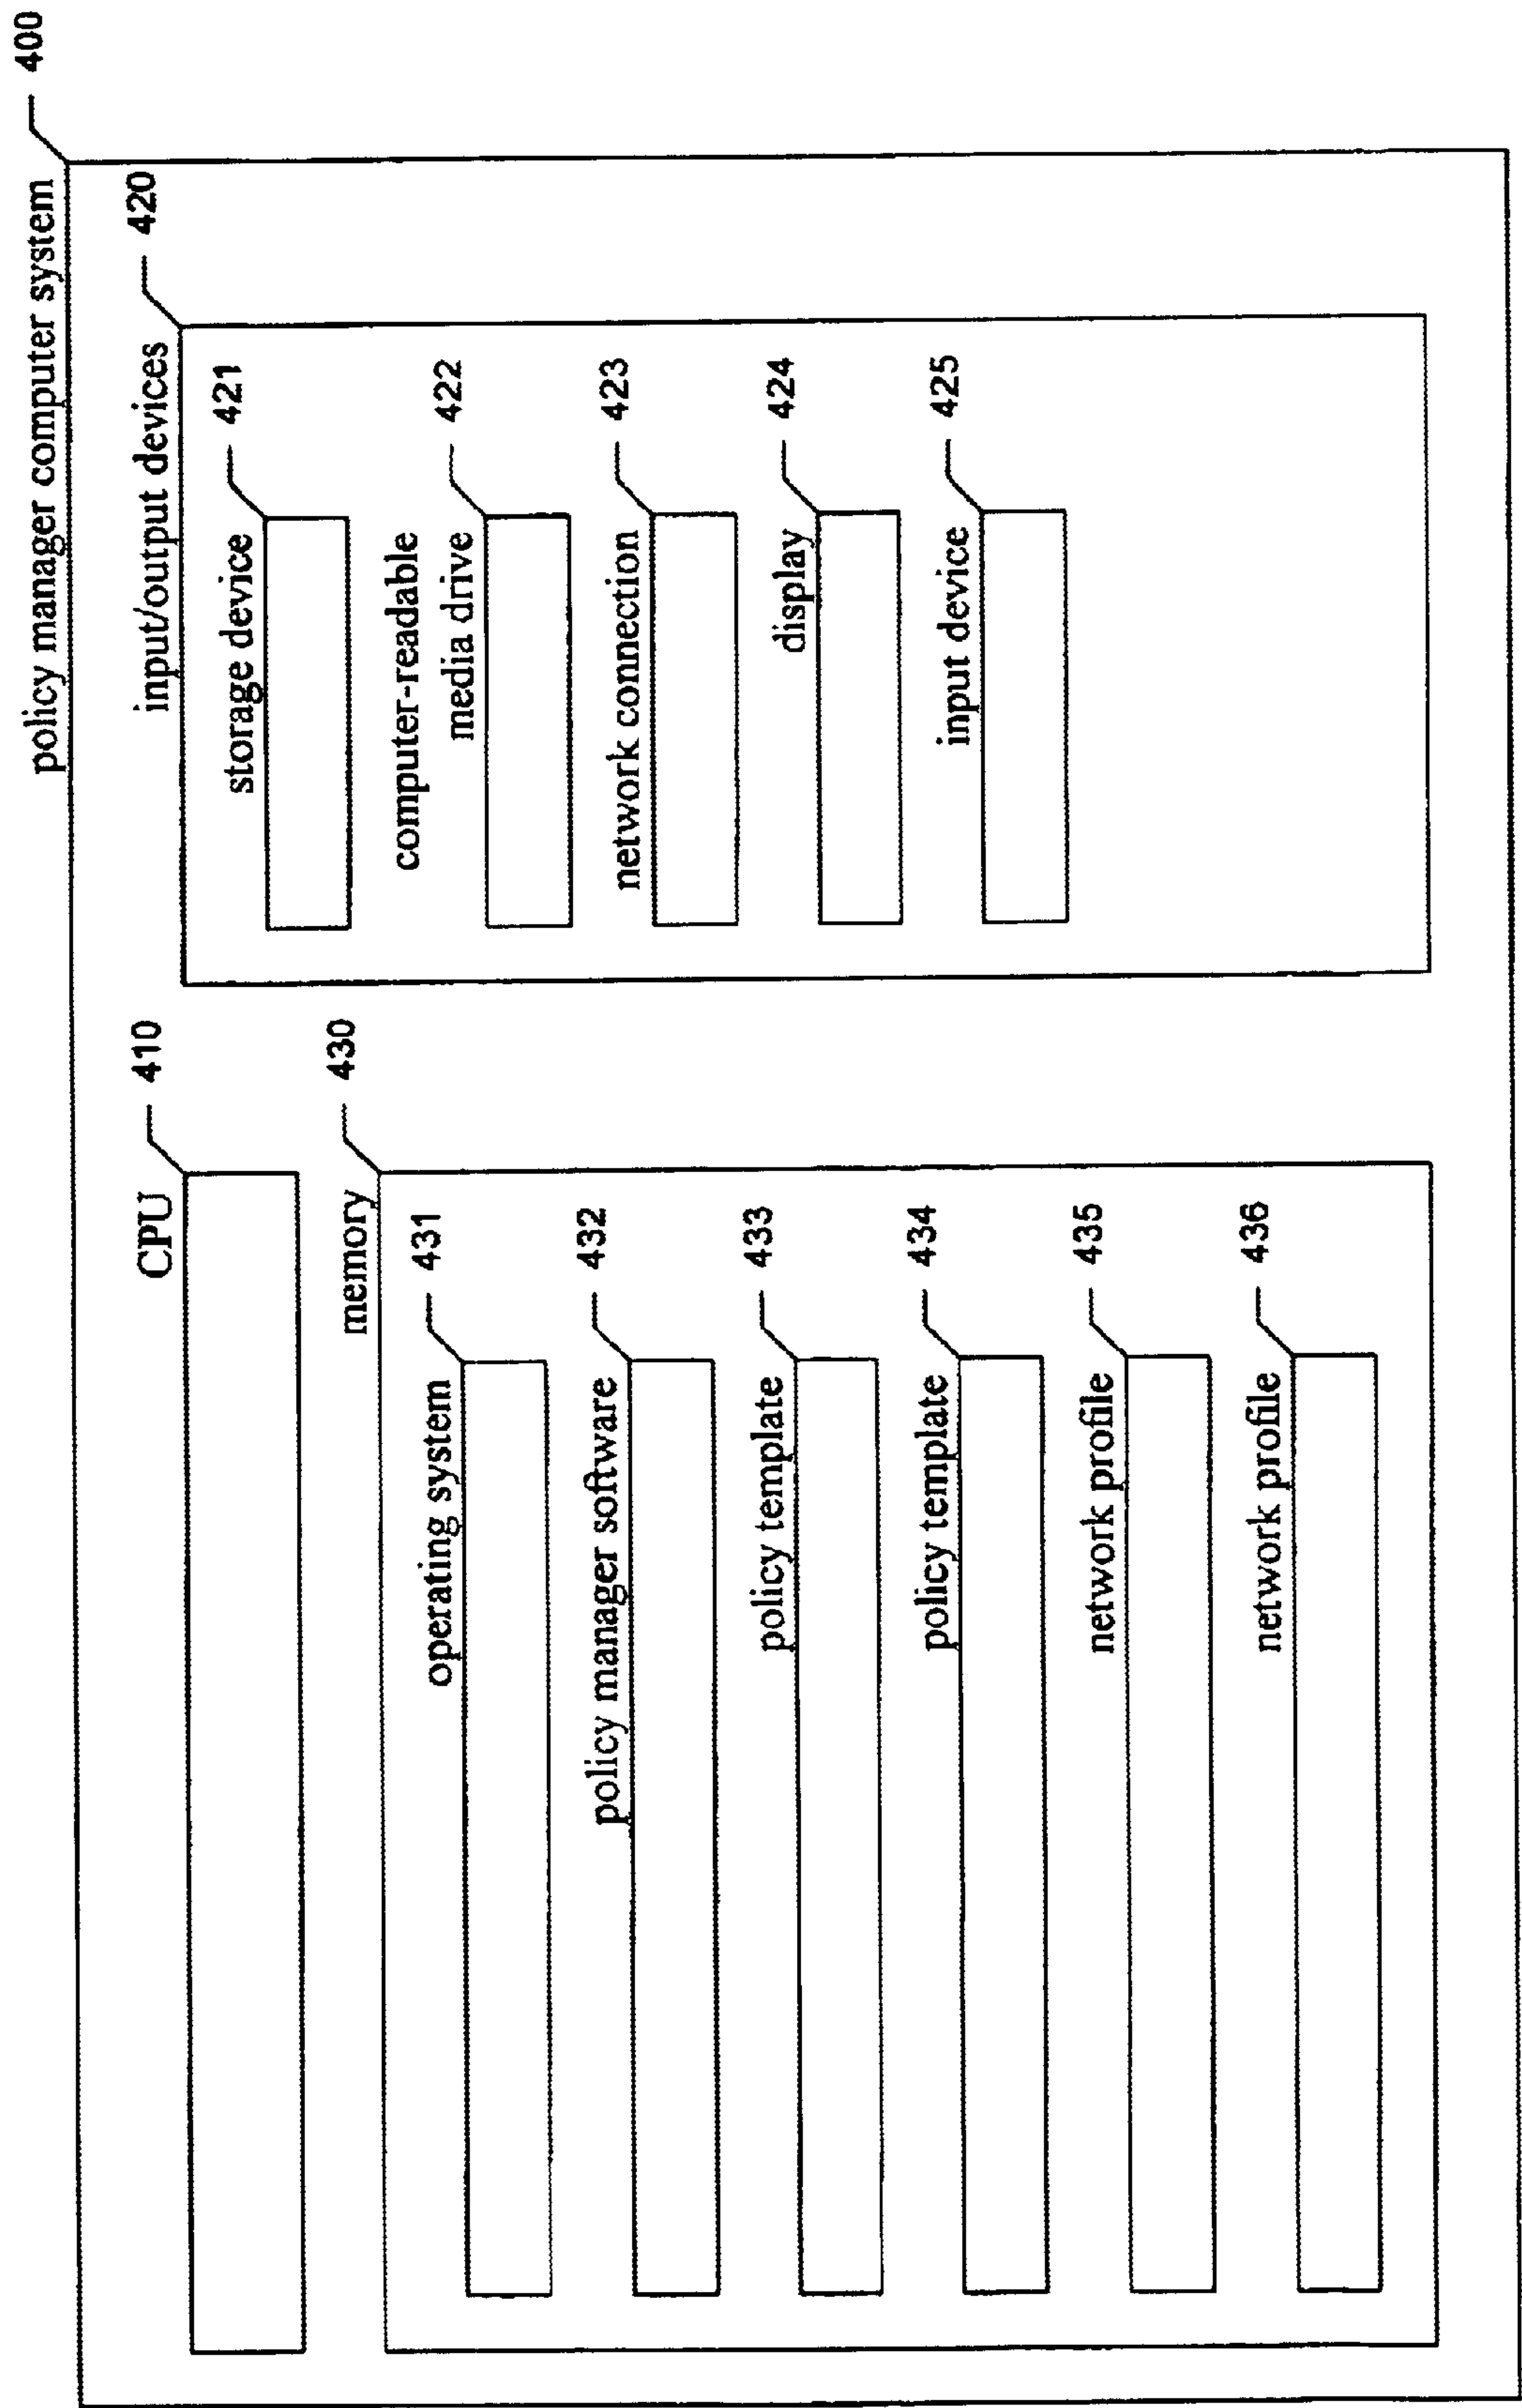 policy manager computer system 400
CPU 410
memory 430
operating system 431
policy manager software 432
policy template 433
policy template 434
network profile 435
network profile 436
input/output devices 420
storage device 421
computer-readable
media drive 422
network connection 423
display 424
input device 425